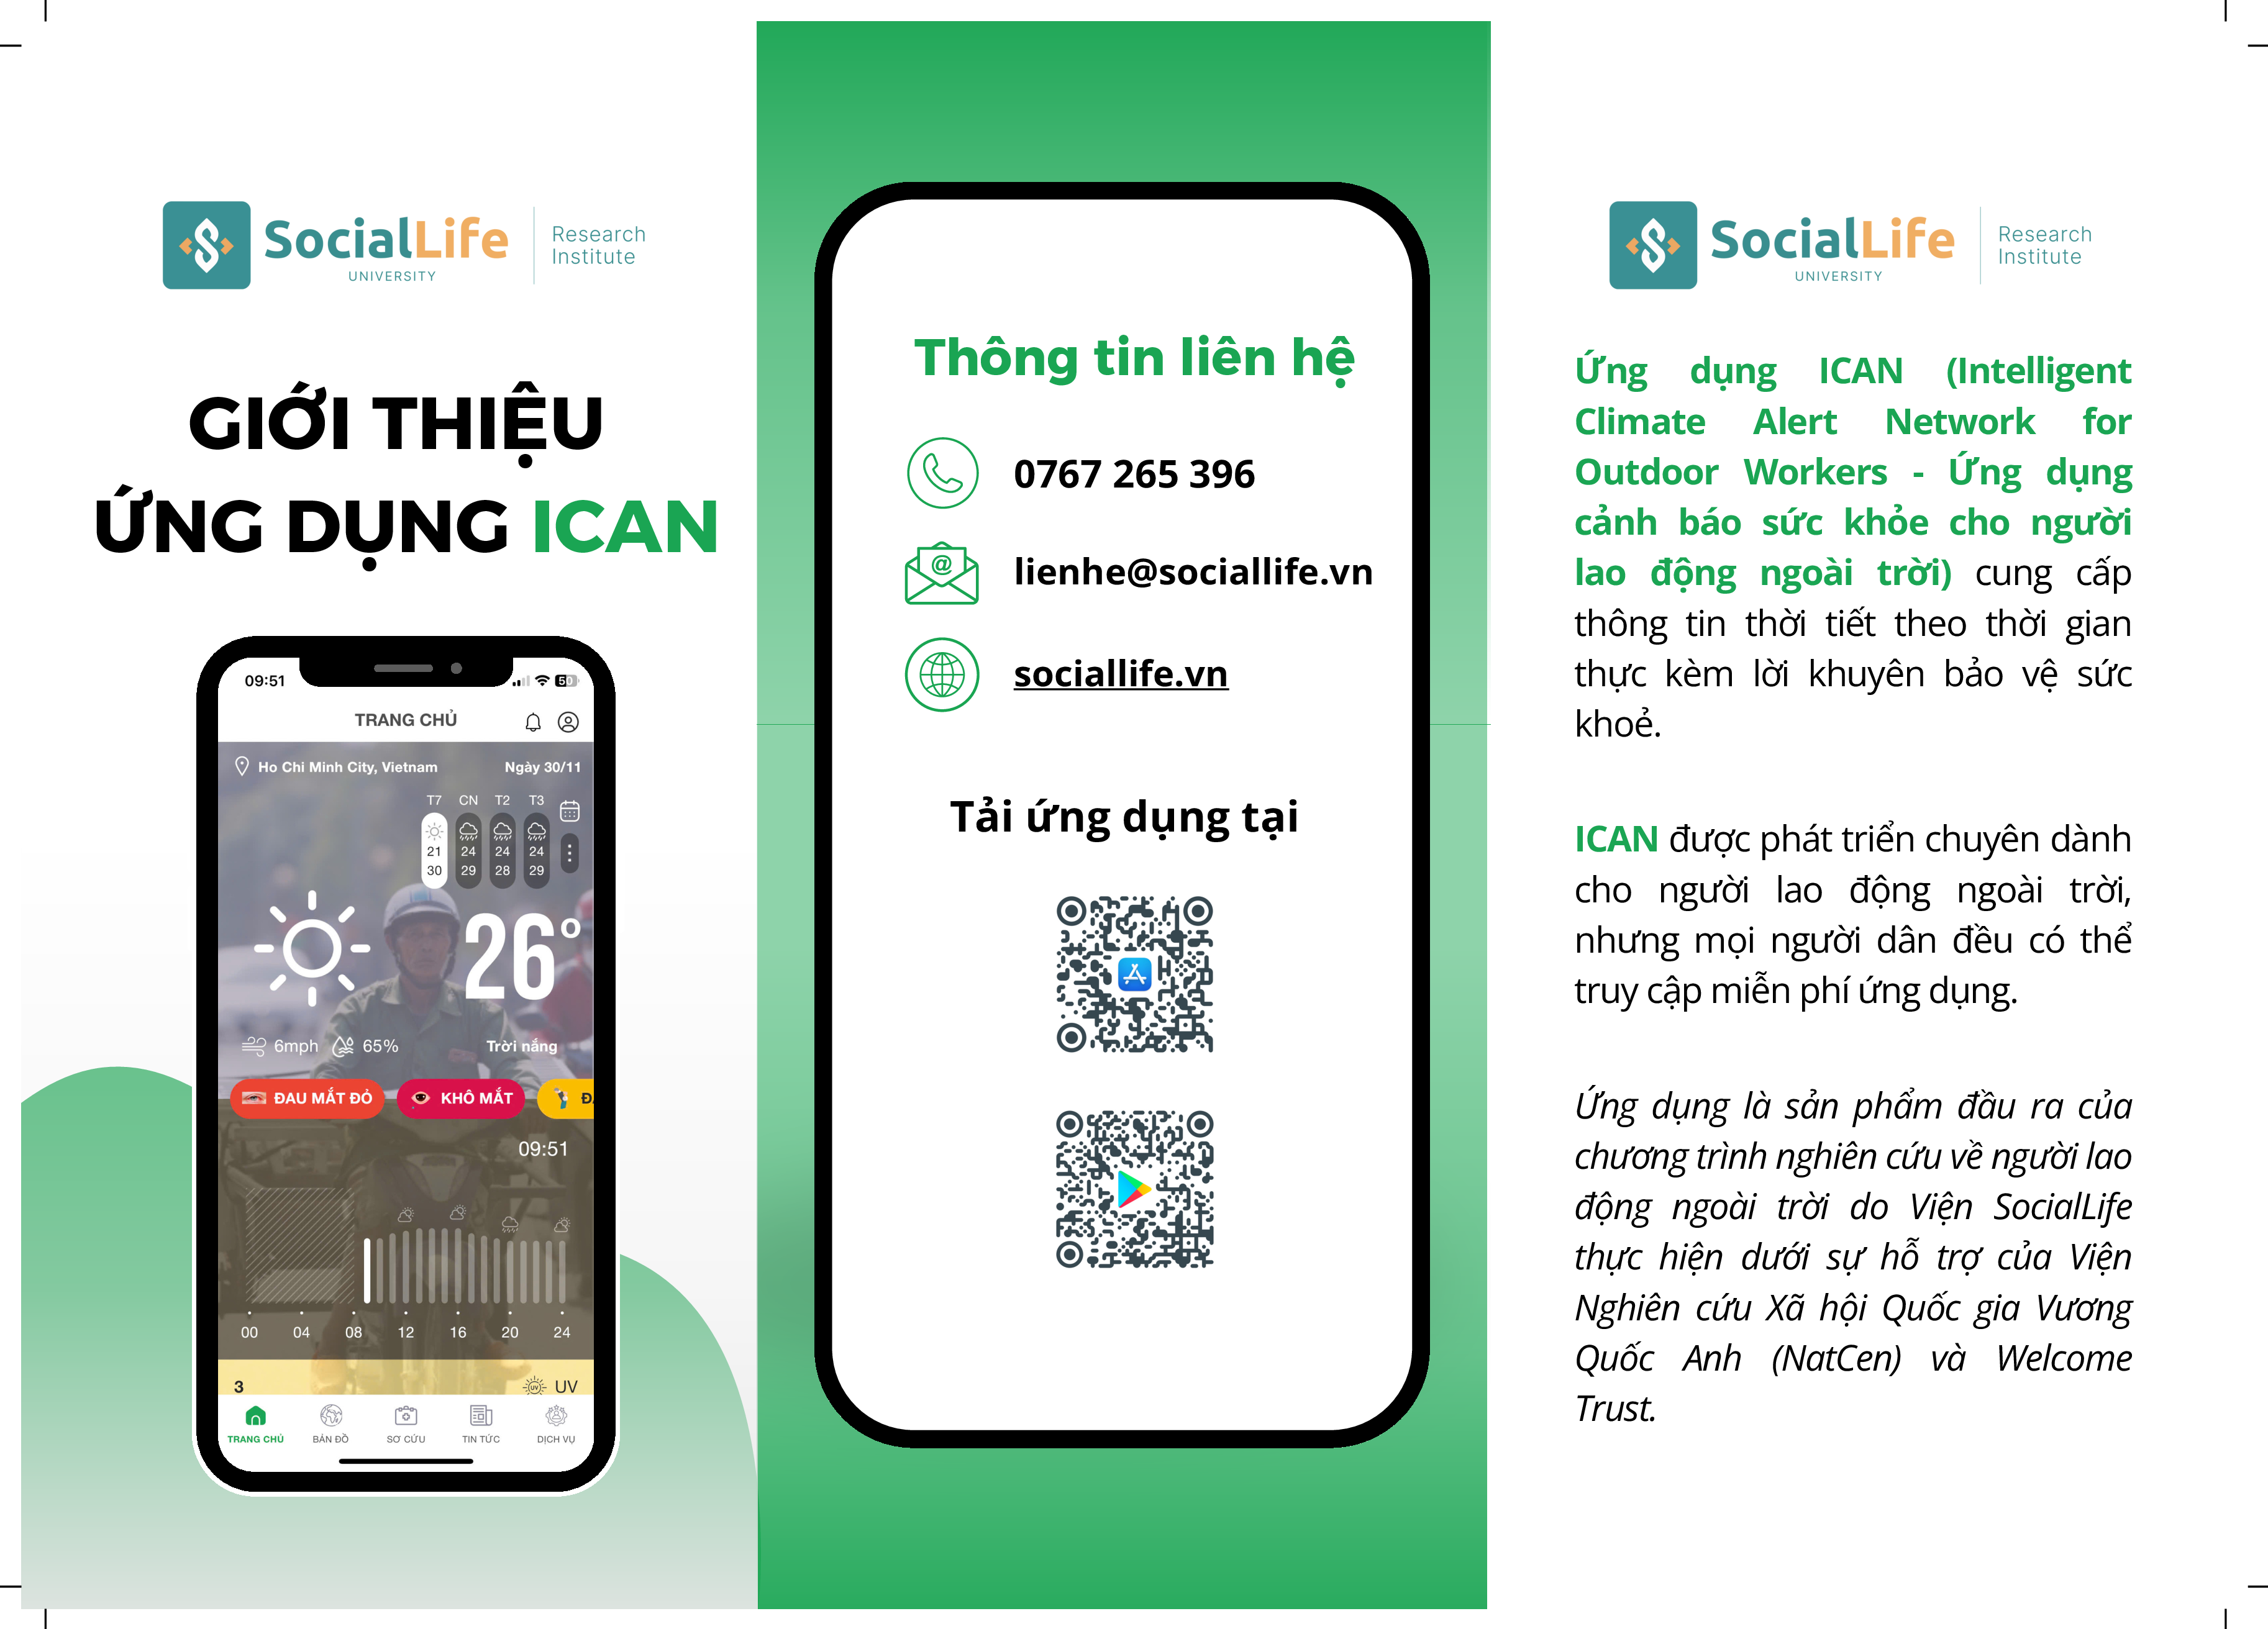 SocialLife
UNIVERSITY
Research
Institute
GIỚI THIỆU
ỨNG DỤNG ICAN
09:51
50
TRANG CHỦ
Ho Chi Minh City, Vietnam Ngày 30/11
T7 CN T2 T3
21 24 24 24
30 29 28 29
26°
6mph 65% Trời nắng
ĐAU MẮT ĐỎ KHÔ MẮT
09:51
00 04 08 12 16 20 24
3 UV
TRANG CHỦ BẢN ĐỒ SƠ CỨU TIN TỨC DỊCH VỤ
Thông tin liên hệ
0767 265 396
lienhe@sociallife.vn
sociallife.vn
Tải ứng dụng tại
SocialLife
UNIVERSITY
Research
Institute
Ứng dụng ICAN (Intelligent
Climate Alert Network for
Outdoor Workers - Ứng dụng
cảnh báo sức khỏe cho người
lao động ngoài trời) cung cấp
thông tin thời tiết theo thời gian
thực kèm lời khuyên bảo vệ sức
khoẻ.
ICAN được phát triển chuyên dành
cho người lao động ngoài trời,
nhưng mọi người dân đều có thể
truy cập miễn phí ứng dụng.
Ứng dụng là sản phẩm đầu ra của
chương trình nghiên cứu về người lao
động ngoài trời do Viện SocialLife
thực hiện dưới sự hỗ trợ của Viện
Nghiên cứu Xã hội Quốc gia Vương
Quốc Anh (NatCen) và Welcome
Trust.